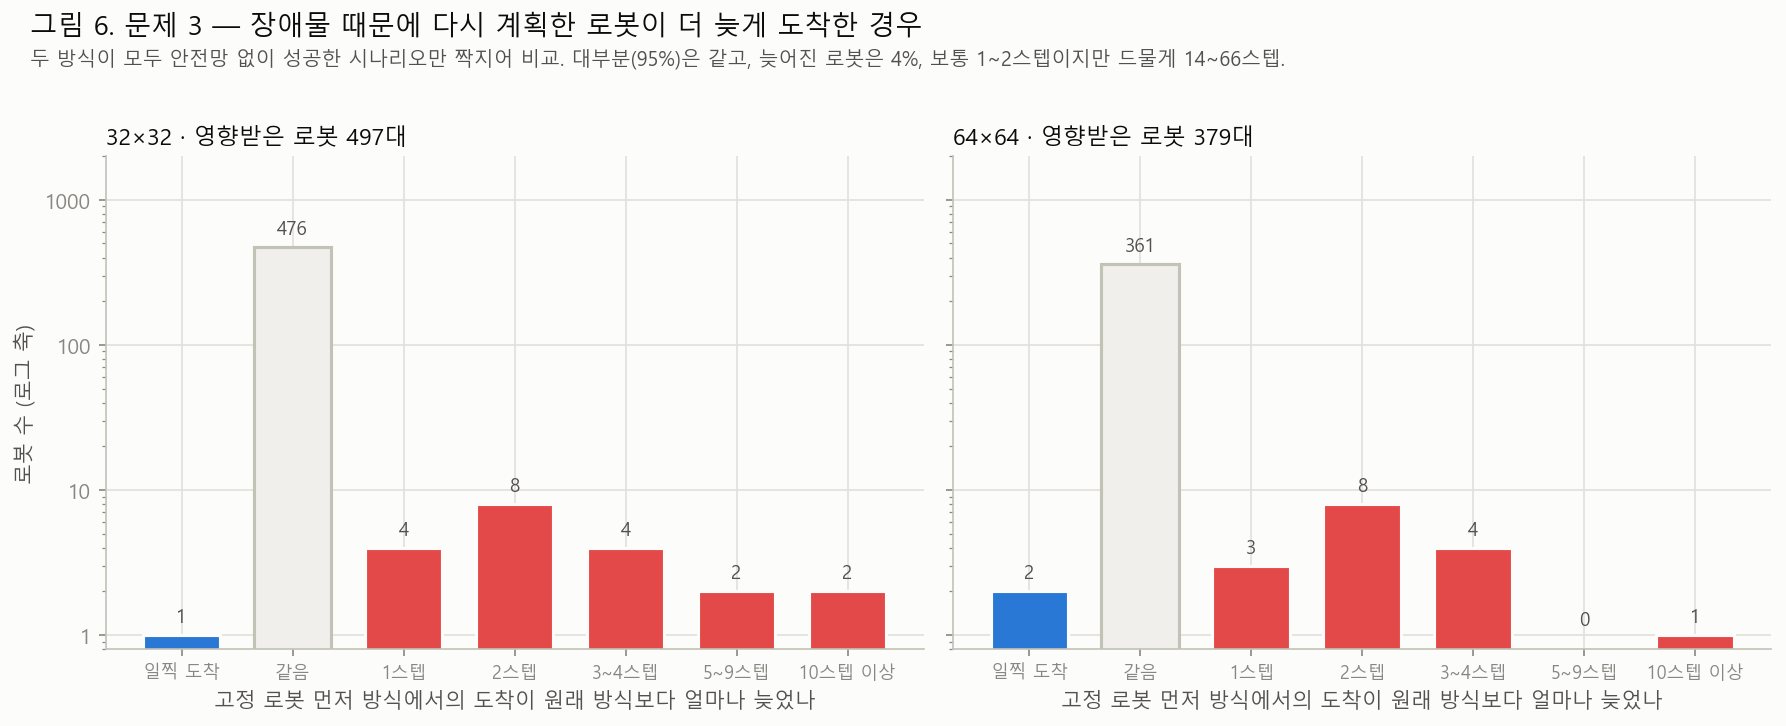 그림 6. 문제 3 — 장애물 때문에 다시 계획한 로봇이 더 늦게 도착한 경우
두 방식이 모두 안전망 없이 성공한 시나리오만 짝지어 비교. 대부분(95%)은 같고, 늦어진 로봇은 4%, 보통 1~2스텝이지만 드물게 14~66스텝.
32×32 · 영향받은 로봇 497대
로봇 수 (로그 축)
1000
100
10
1
1
476
4
8
4
2
2
일찍 도착
같음
1스텝
2스텝
3~4스텝
5~9스텝
10스텝 이상
고정 로봇 먼저 방식에서의 도착이 원래 방식보다 얼마나 늦었나
64×64 · 영향받은 로봇 379대
2
361
3
8
4
0
1
일찍 도착
같음
1스텝
2스텝
3~4스텝
5~9스텝
10스텝 이상
고정 로봇 먼저 방식에서의 도착이 원래 방식보다 얼마나 늦었나